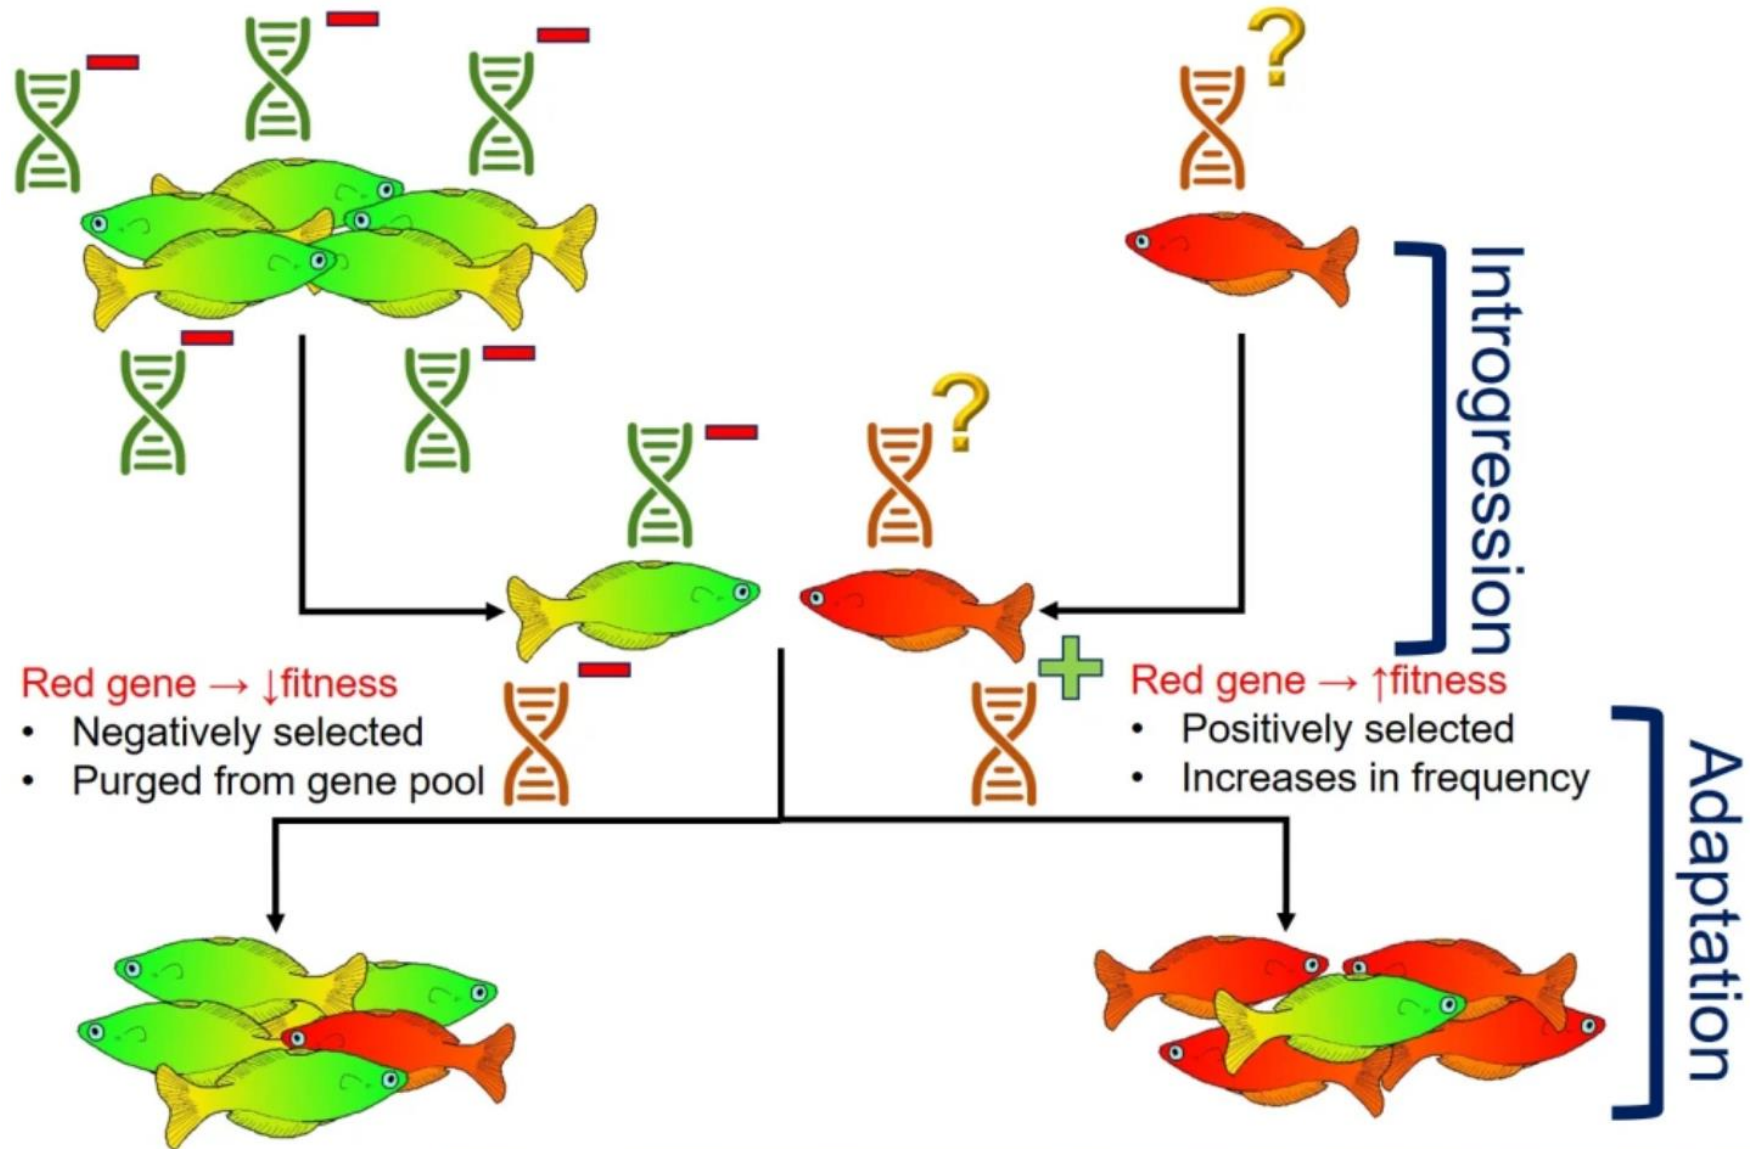 ?
?
?
Introgression
Red gene → ↓fitness
• Negatively selected
• Purged from gene pool
Red gene → ↑fitness
• Positively selected
• Increases in frequency
Adaptation